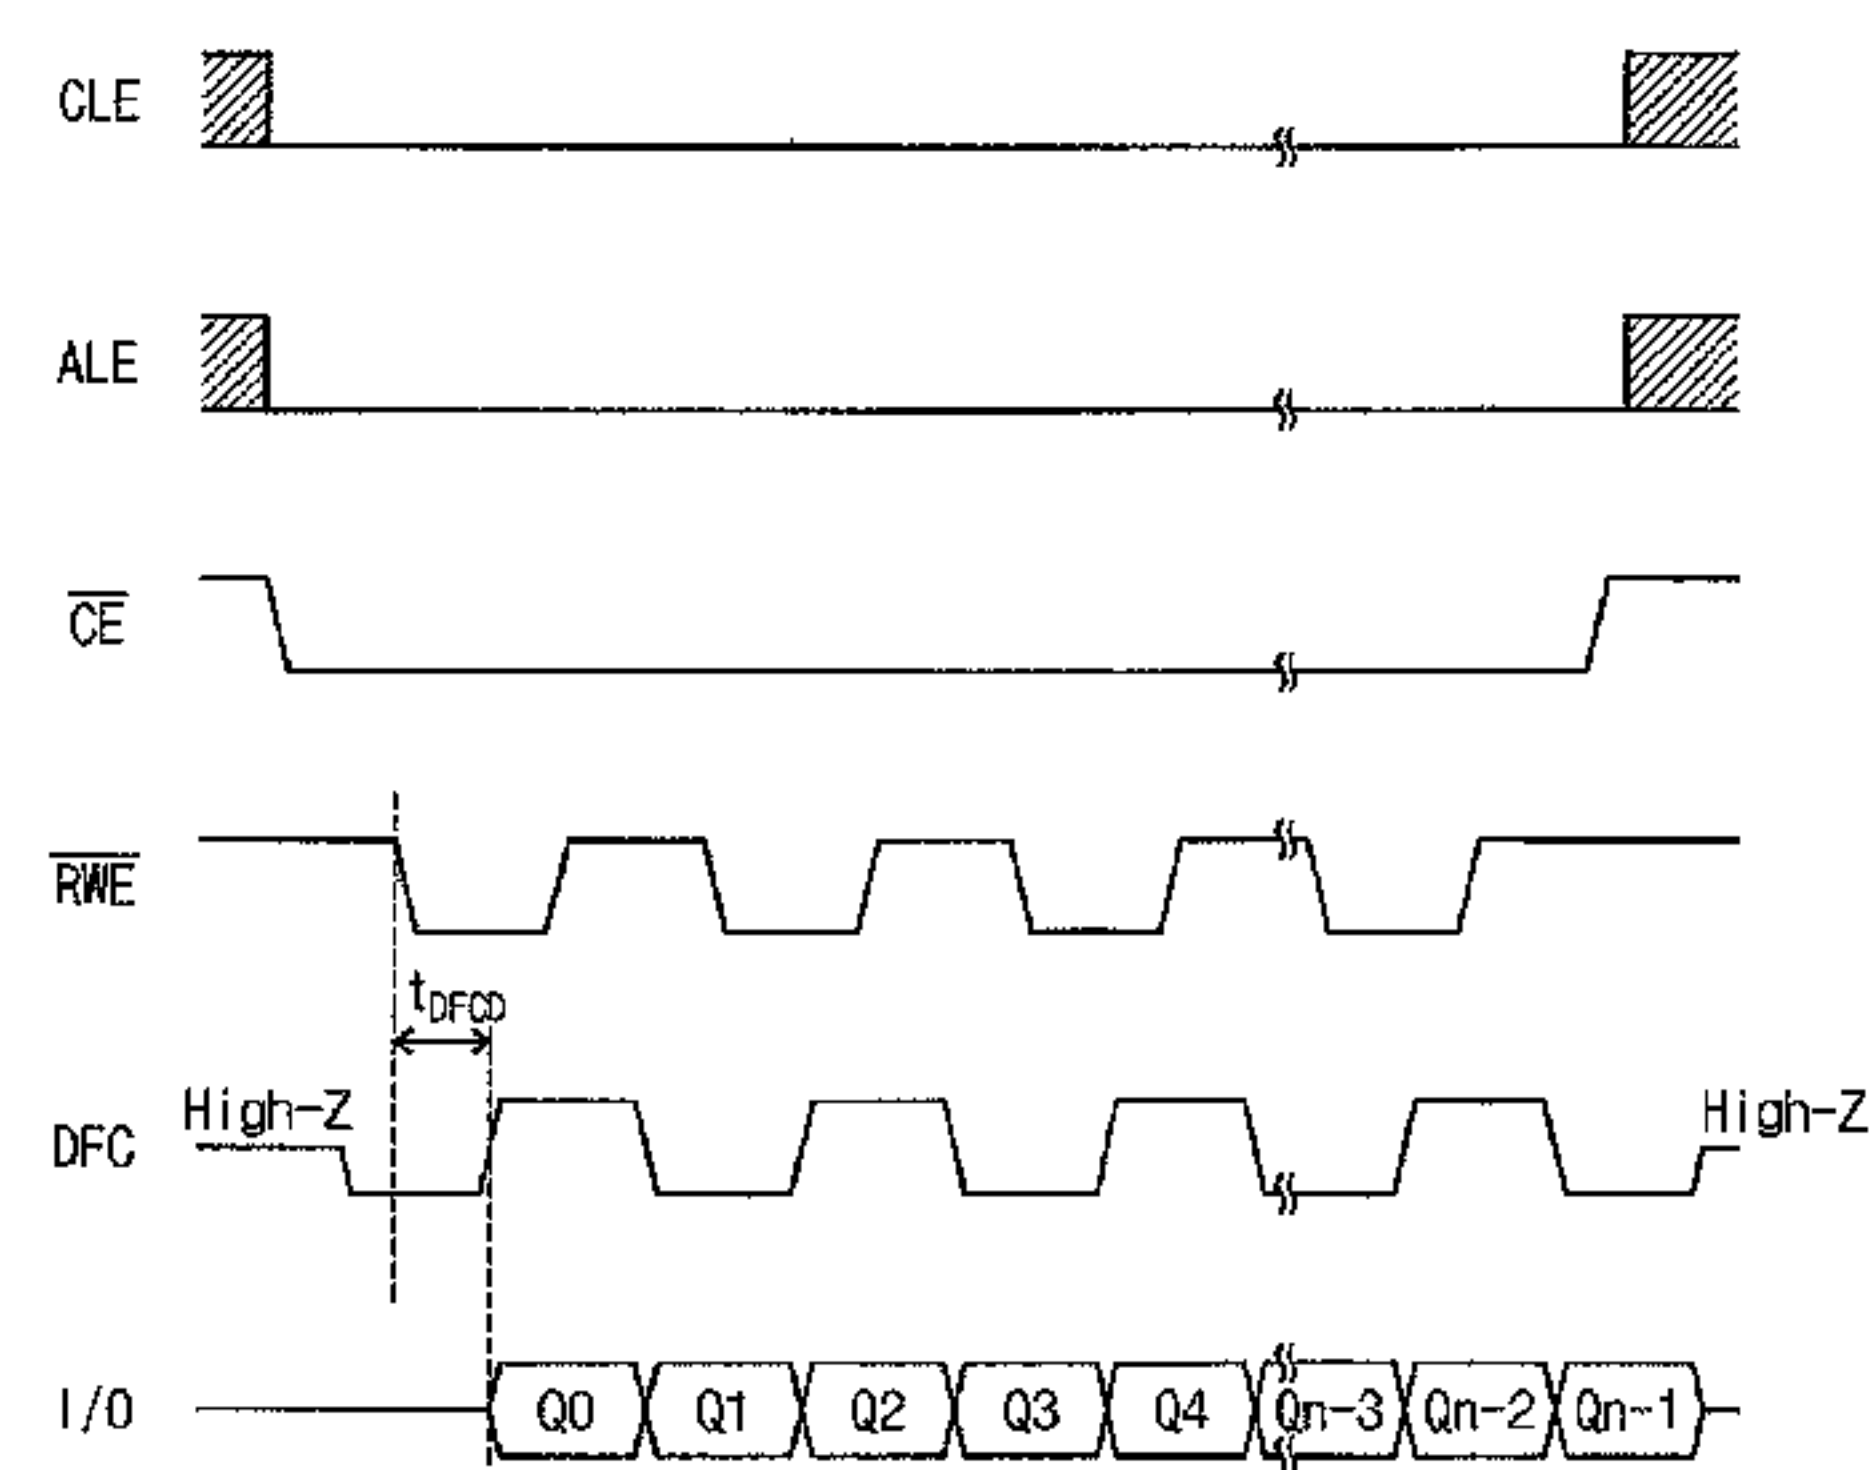 CLE
ALE
CE
RWE
tDFCD
High-Z
High-Z
DFC
I/O
Q0 Q1 Q2 Q3 Q4 Qn-3 Qn-2 Qn-1